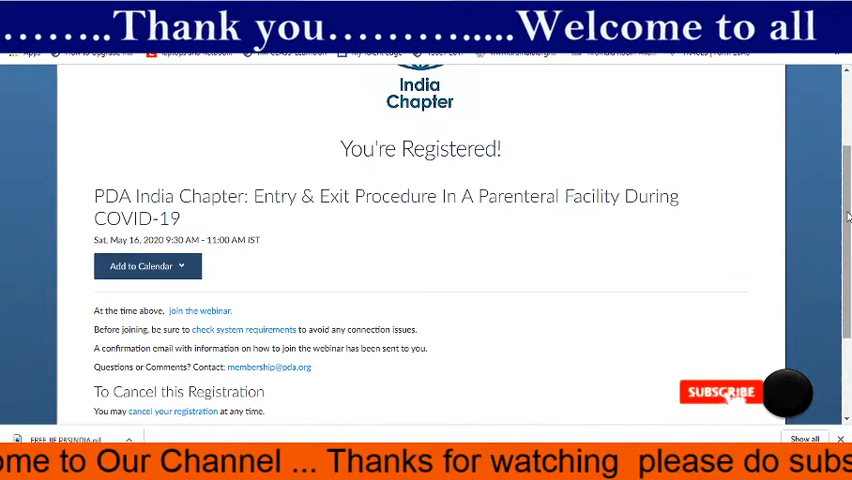 ........Thank you................Welcome to all
Apps
India
Chapter
You're Registered!
PDA India Chapter: Entry & Exit Procedure In A Parenteral Facility During
COVID-19
Sat, May 16, 2020 9:30 AM - 11:00 AM IST
Add to Calendar
At the time above, join the webinar.
Before joining, be sure to check system requirements to avoid any connection issues.
A confirmation email with information on how to join the webinar has been sent to you.
Questions or Comments? Contact: membership@pda.org
To Cancel this Registration
SUBSCRIBE
You may cancel your registration at any time.
FREE JIE PBSINDIA.gif
Show all
ome to Our Channel ... Thanks for watching please do subs